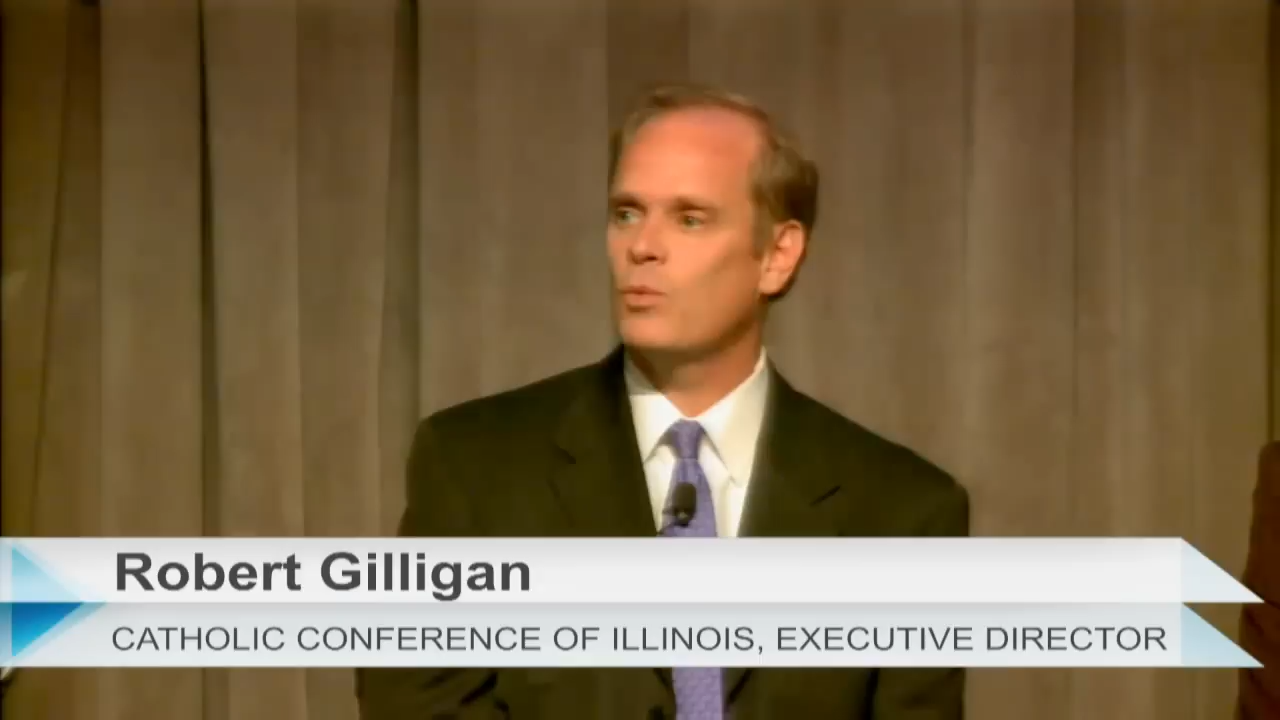 Robert Gilligan
CATHOLIC CONFERENCE OF ILLINOIS, EXECUTIVE DIRECTOR